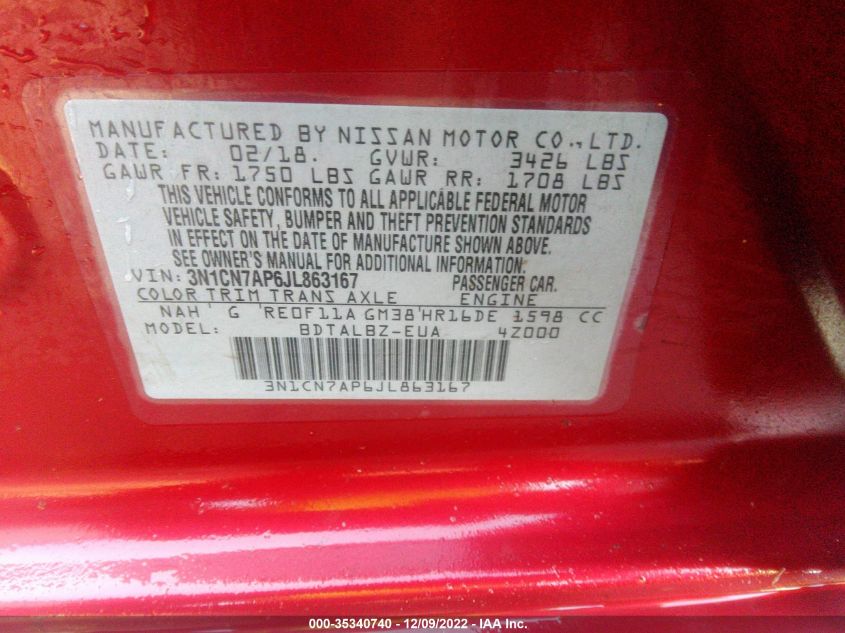 MANUFACTURED BY NISSAN MOTOR CO., LTD.
DATE: 02/18. GVWR: 3426 LBS
GAWR FR: 1750 LBS GAWR RR: 1708 LBS
THIS VEHICLE CONFORMS TO ALL APPLICABLE FEDERAL MOTOR
VEHICLE SAFETY, BUMPER AND THEFT PREVENTION STANDARDS
IN EFFECT ON THE DATE OF MANUFACTURE SHOWN ABOVE.
SEE OWNER'S MANUAL FOR ADDITIONAL INFORMATION.
VIN: 3N1CN7AP6JL863167 PASSENGER CAR.
COLOR TRIM TRANS AXLE ENGINE
NAH G 'RE0F11A GM38'HR16DE 1598 CC
MODEL: BDTALBZ-EUA 4Z000
3N1CN7AP6JL863167
000-35340740 - 12/09/2022 - IAA Inc.